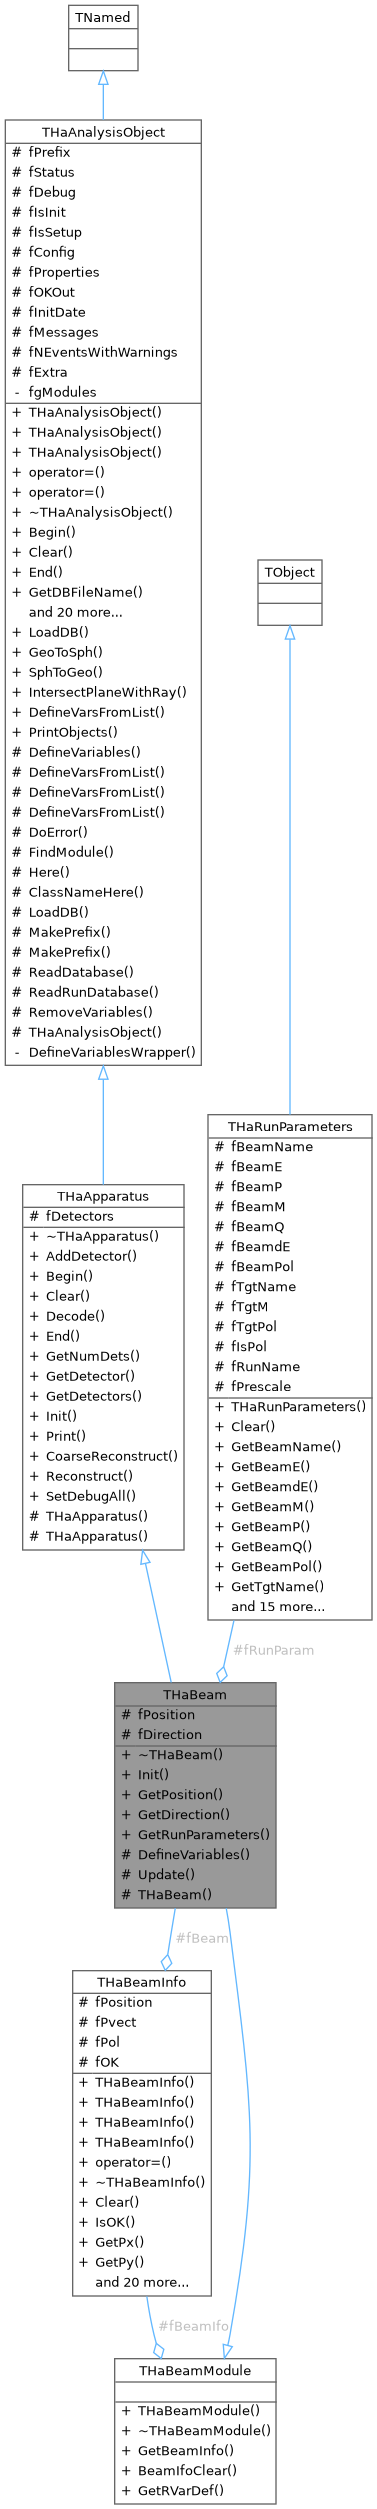 TNamed
THaAnalysisObject
# fPrefix
# fStatus
# fDebug
# fIsInit
# fIsSetup
# fConfig
# fProperties
# fOKOut
# fInitDate
# fMessages
# fNEventsWithWarnings
# fExtra
- fgModules
+ THaAnalysisObject()
+ THaAnalysisObject()
+ THaAnalysisObject()
+ operator=()
+ operator=()
+ ~THaAnalysisObject()
+ Begin()
+ Clear()
+ End()
+ GetDBFileName()
and 20 more...
+ LoadDB()
+ GeoToSph()
+ SphToGeo()
+ IntersectPlaneWithRay()
+ DefineVarsFromList()
+ PrintObjects()
# DefineVariables()
# DefineVarsFromList()
# DefineVarsFromList()
# DefineVarsFromList()
# DoError()
# FindModule()
# Here()
# ClassNameHere()
# LoadDB()
# MakePrefix()
# MakePrefix()
# ReadDatabase()
# ReadRunDatabase()
# RemoveVariables()
# THaAnalysisObject()
- DefineVariablesWrapper()
TObject
THaApparatus
# fDetectors
+ ~THaApparatus()
+ AddDetector()
+ Begin()
+ Clear()
+ Decode()
+ End()
+ GetNumDets()
+ GetDetector()
+ GetDetectors()
+ Init()
+ Print()
+ CoarseReconstruct()
+ Reconstruct()
+ SetDebugAll()
# THaApparatus()
# THaApparatus()
THaRunParameters
# fBeamName
# fBeamE
# fBeamP
# fBeamM
# fBeamQ
# fBeamdE
# fBeamPol
# fTgtName
# fTgtM
# fTgtPol
# fIsPol
# fRunName
# fPrescale
+ THaRunParameters()
+ Clear()
+ GetBeamName()
+ GetBeamE()
+ GetBeamdE()
+ GetBeamM()
+ GetBeamP()
+ GetBeamQ()
+ GetBeamPol()
+ GetTgtName()
and 15 more...
#fRunParam
THaBeam
# fPosition
# fDirection
+ ~THaBeam()
+ Init()
+ GetPosition()
+ GetDirection()
+ GetRunParameters()
# DefineVariables()
# Update()
# THaBeam()
#fBeam
THaBeamInfo
# fPosition
# fPvect
# fPol
# fOK
+ THaBeamInfo()
+ THaBeamInfo()
+ THaBeamInfo()
+ THaBeamInfo()
+ operator=()
+ ~THaBeamInfo()
+ Clear()
+ IsOK()
+ GetPx()
+ GetPy()
and 20 more...
#fBeamIfo
THaBeamModule
+ THaBeamModule()
+ ~THaBeamModule()
+ GetBeamInfo()
+ BeamIfoClear()
+ GetRVarDef()